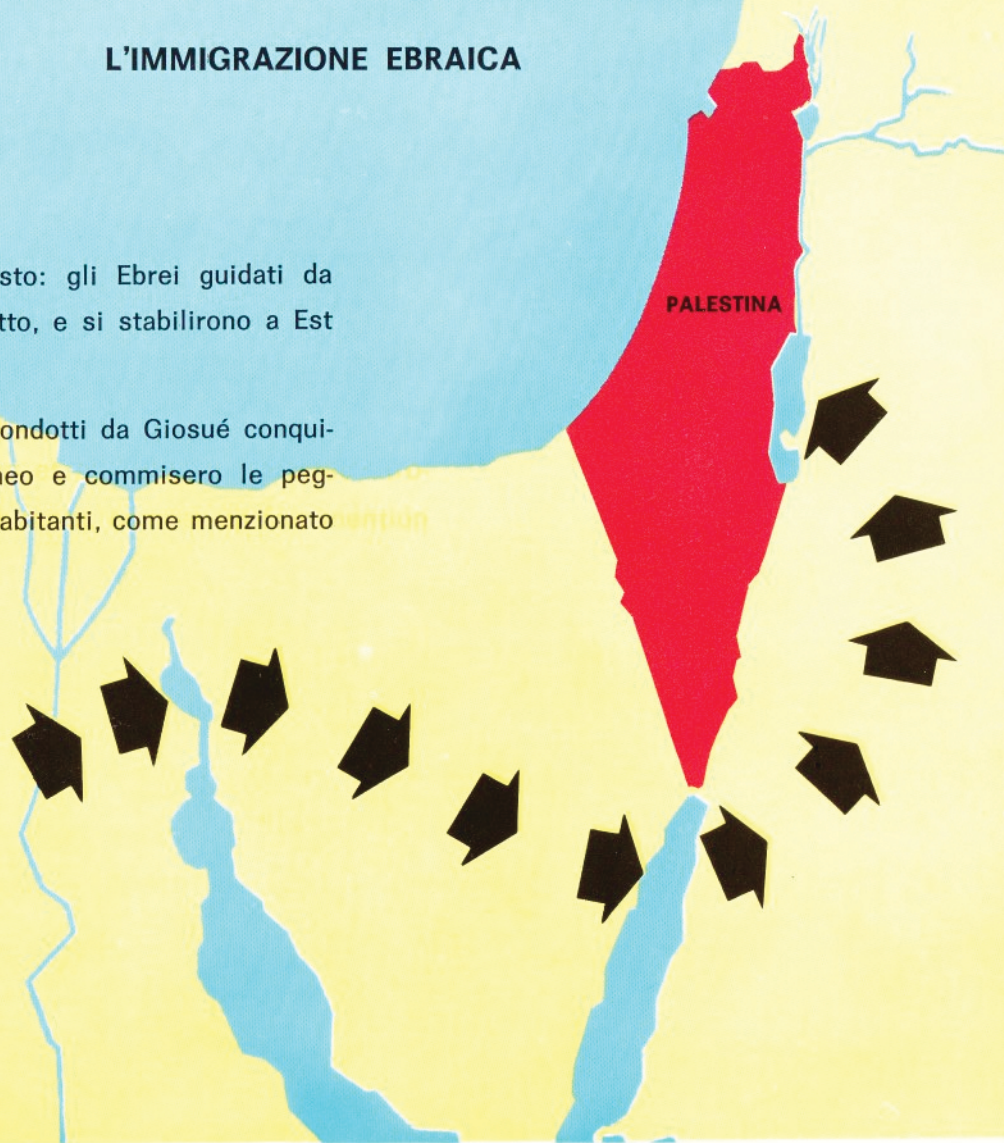 L'IMMIGRAZIONE EBRAICA
sto: gli Ebrei guidati da
PALESTINA
tto, e si stabilirono a Est
ondotti da Giosué conqui-
neo e commisero le peg-
abitanti, come menzionato